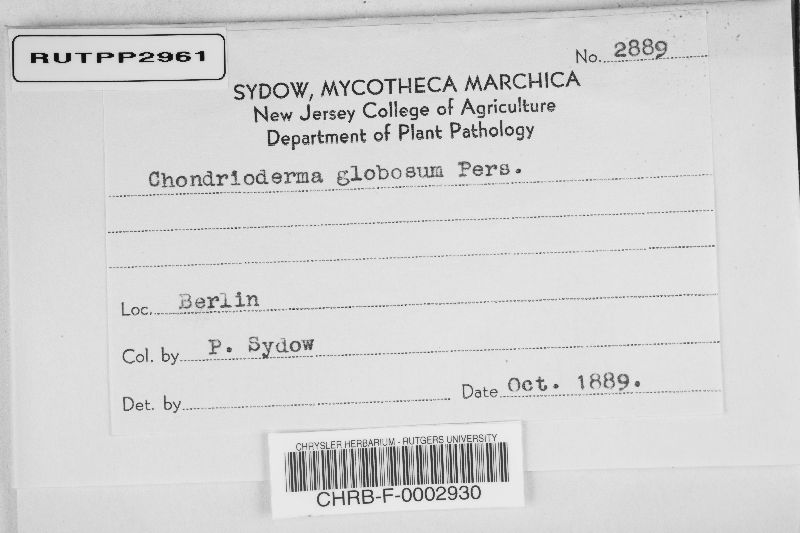 RUTPP2961
No. 2889
SYDOW, MYCOTHECA MARCHICA
New Jersey College of Agriculture
Department of Plant Pathology
Chondrioderma globosum Pers.
Loc. Berlin
Col. by P. Sydow
Det. by
Date Oct. 1889.
CHRYSLER HERBARIUM - RUTGERS UNIVERSITY
CHRB-F-0002930